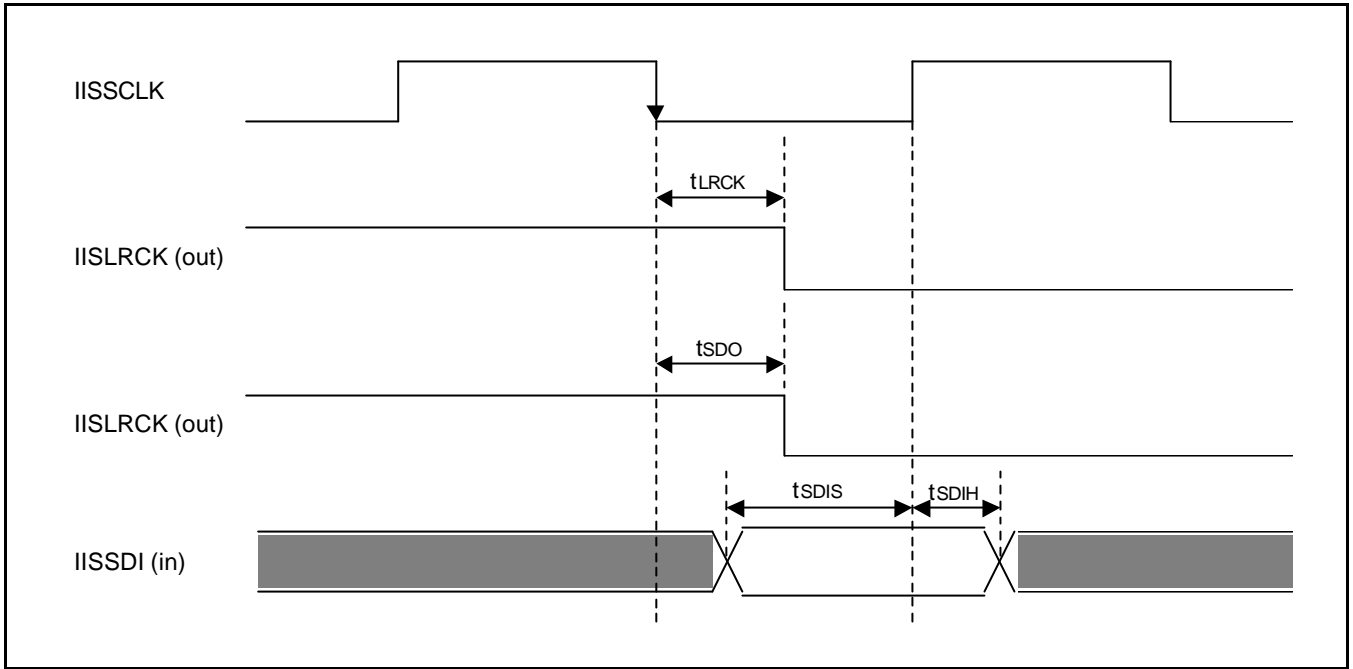 IISSCLK
tLRCK
IISLRCK (out)
tSDO
IISLRCK (out)
tSDIS
tSDIH
IISSDI (in)